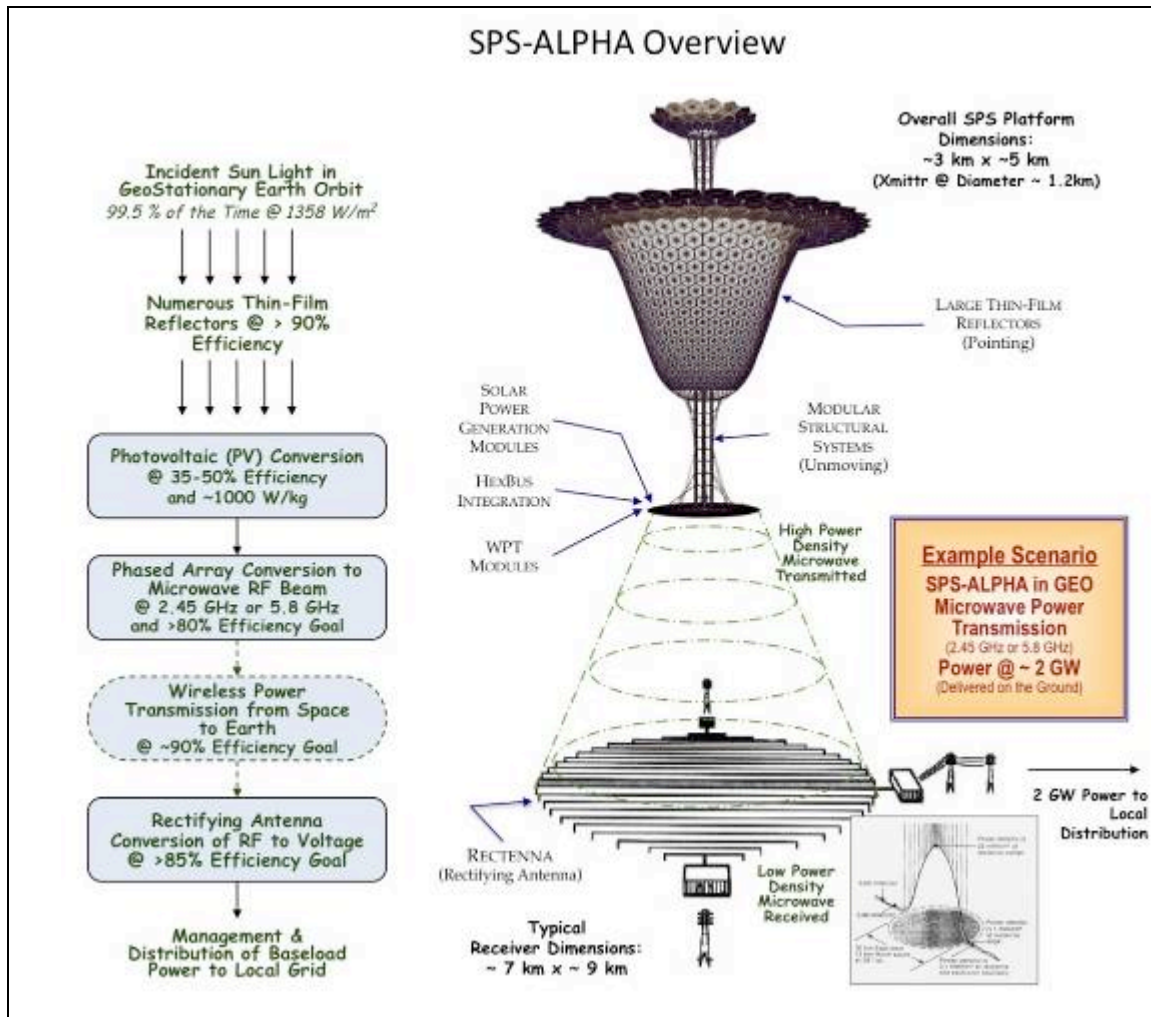 SPS-ALPHA Overview
Incident Sun Light in
GeoStationary Earth Orbit
99.5 % of the Time @ 1358 W/m²
Numerous Thin-Film
Reflectors @ > 90%
Efficiency
Photovoltaic (PV) Conversion
@ 35-50% Efficiency
and ~1000 W/kg
Phased Array Conversion to
Microwave RF Beam
@ 2.45 GHz or 5.8 GHz
and >80% Efficiency Goal
Wireless Power
Transmission from Space
to Earth
@ ~90% Efficiency Goal
Rectifying Antenna
Conversion of RF to Voltage
@ >85% Efficiency Goal
Management &
Distribution of Baseload
Power to Local Grid
Overall SPS Platform
Dimensions:
~3 km x ~5 km
(Xmittr @ Diameter ~ 1.2km)
LARGE THIN-FILM
REFLECTORS
(Pointing)
SOLAR
POWER
GENERATION
MODULES
HEXBUS
INTEGRATION
WPT
MODULES
MODULAR
STRUCTURAL
SYSTEMS
(Unmoving)
High Power
Density
Microwave
Transmitted
Example Scenario
SPS-ALPHA in GEO
Microwave Power
Transmission
(2.45 GHz or 5.8 GHz)
Power @ ~ 2 GW
(Delivered on the Ground)
2 GW Power to
Local
Distribution
RECTENNA
(Rectifying Antenna)
Low Power
Density
Microwave
Received
Typical
Receiver Dimensions:
~ 7 km x ~ 9 km